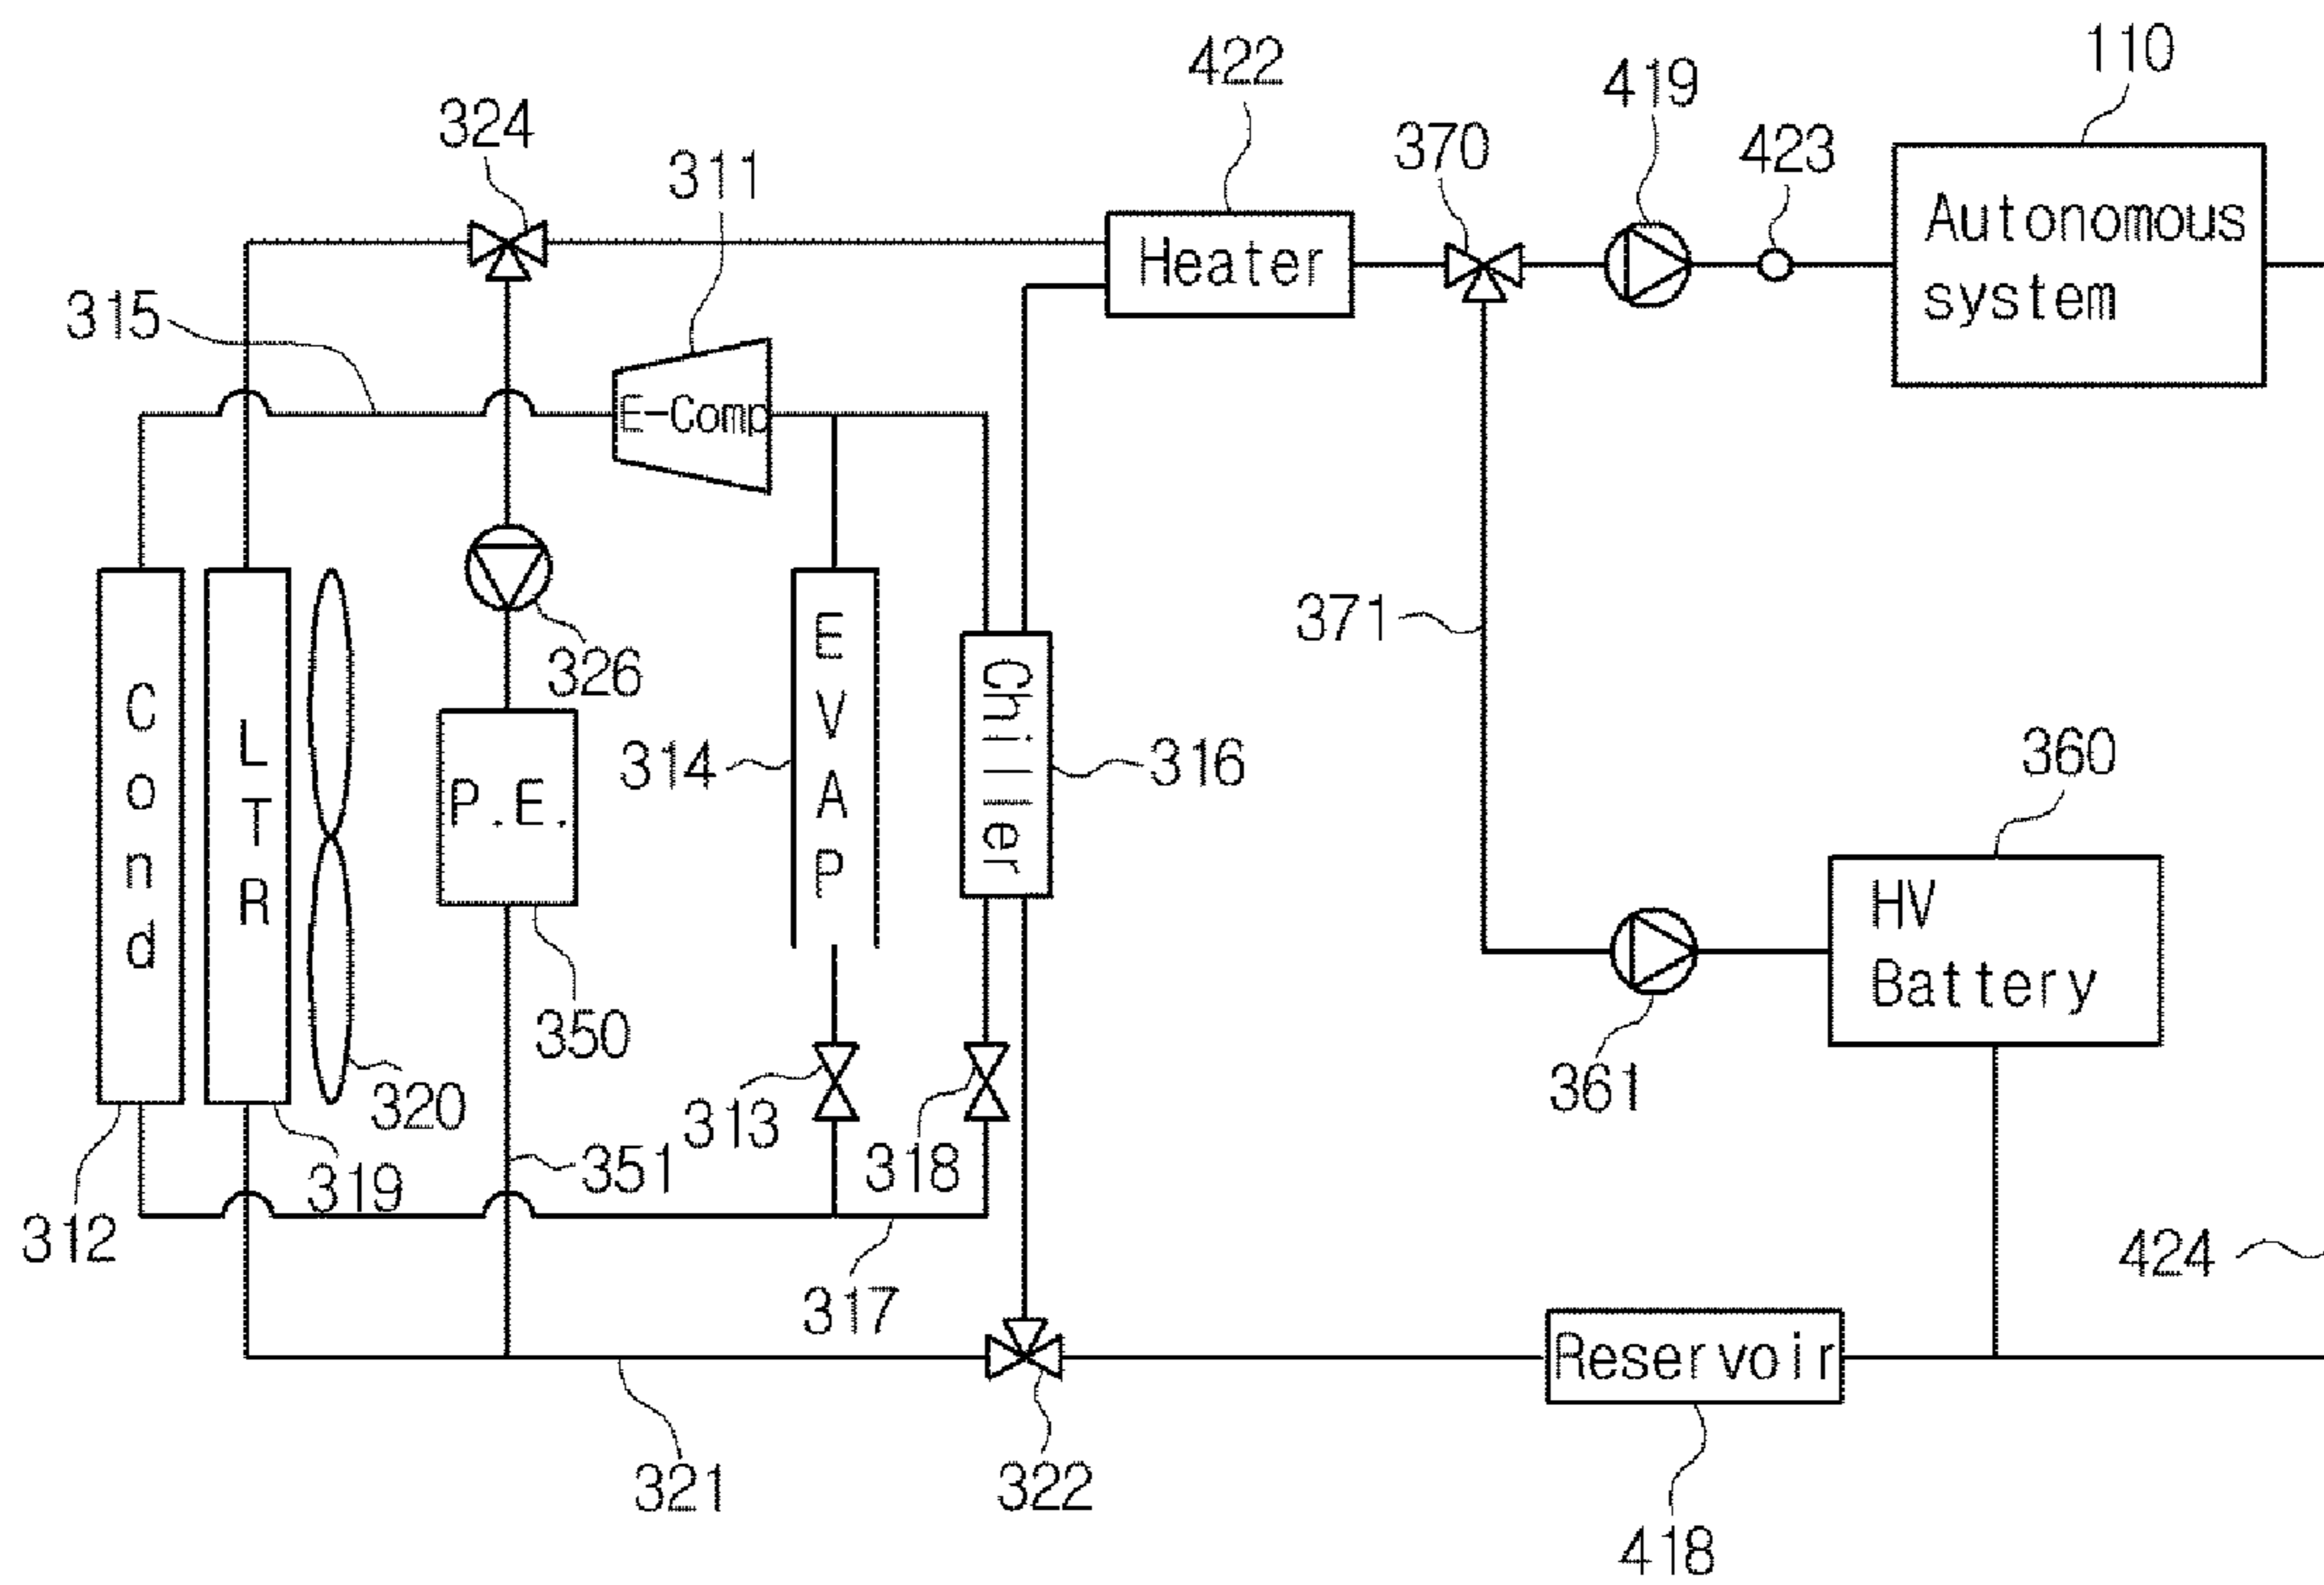 110
422
419
324
370
423
311
Autonomous
system
Heater
315
E-Comp
371
Cond
LTR
326
P.E.
314
EVAP
Chiller
316
360
HV
Battery
350
361
320
313
318
351
319
312
424
317
Reservoir
321
322
418